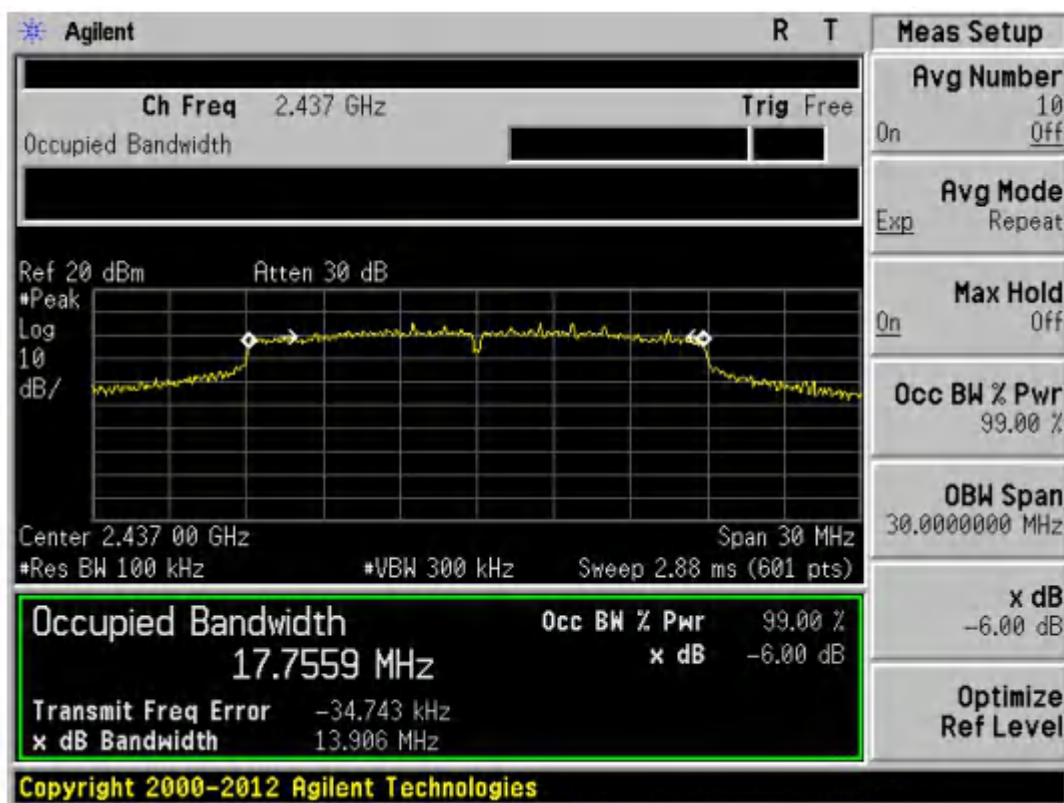 Agilent R T
Ch Freq 2.437 GHz Trig Free
Occupied Bandwidth
Ref 20 dBm Atten 30 dB
#Peak
Log
10
dB/
Center 2.437 00 GHz Span 30 MHz
#Res BW 100 kHz #VBW 300 kHz Sweep 2.88 ms (601 pts)
Occupied Bandwidth Occ BW % Pwr 99.00 %
17.7559 MHz x dB -6.00 dB
Transmit Freq Error -34.743 kHz
x dB Bandwidth 13.906 MHz
Copyright 2000-2012 Agilent Technologies
Meas Setup
Avg Number
10
On Off
Avg Mode
Exp Repeat
Max Hold
On Off
Occ BW % Pwr
99.00 %
OBW Span
30.0000000 MHz
x dB
-6.00 dB
Optimize
Ref Level